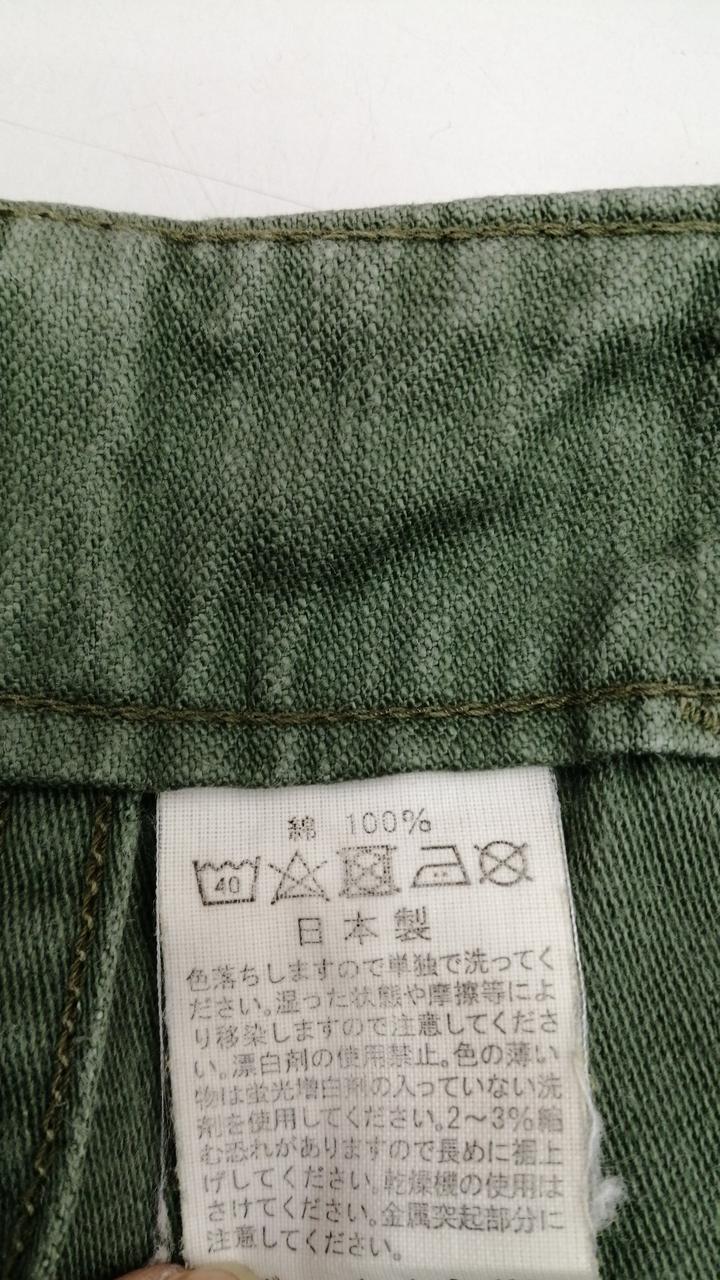 綿 100%
40
日本製
色落ちしますので単独で洗ってく
ださい。湿った状態や摩擦等によ
り移染しますので注意してくださ
い。漂白剤の使用禁止。色の薄い
物は蛍光増白剤の入っていない洗
剤を使用してください。2～3%縮
む恐れがありますので長めに裾上
げしてください。乾燥機の使用は
さけてください。金属突起部分に
注意してください。